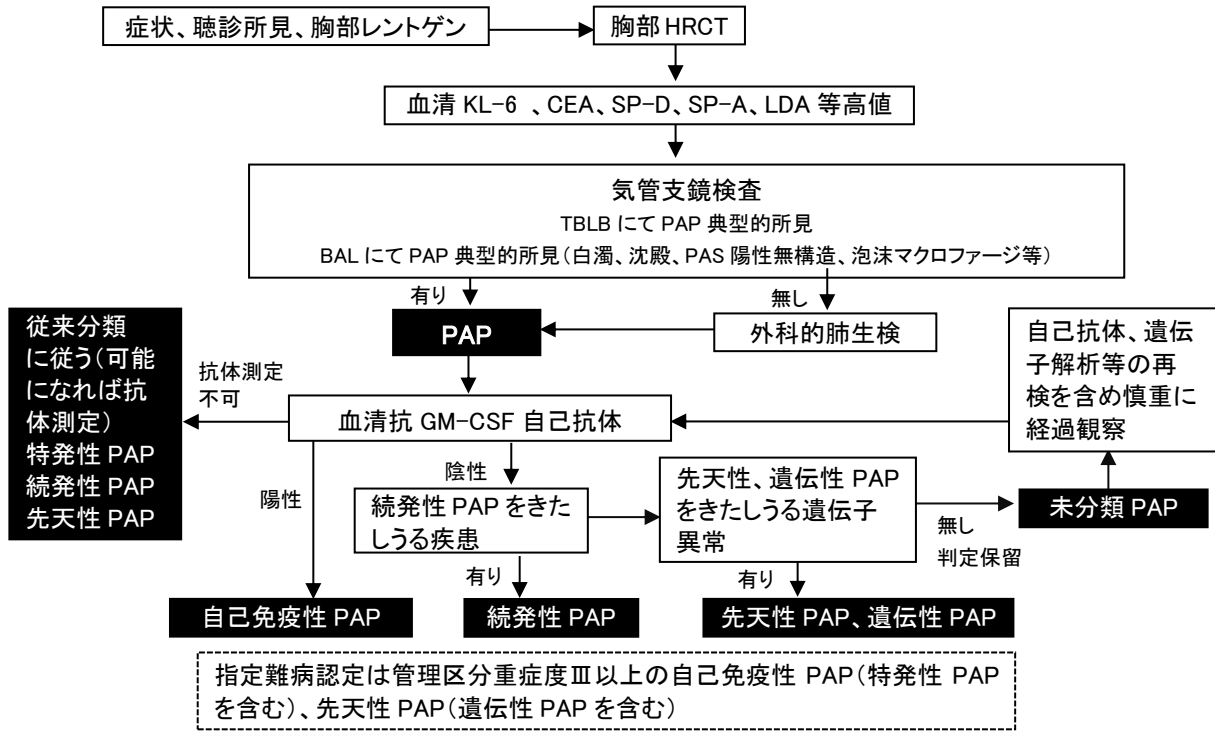 症状、聴診所見、胸部レントゲン
胸部 HRCT
血清 KL-6 、CEA、SP-D、SP-A、LDA 等高値
気管支鏡検査
TBLB にて PAP 典型的所見
BAL にて PAP 典型的所見（白濁、沈殿、PAS 陽性無構造、泡沫マクロファージ等）
有り
無し
PAP
外科的肺生検
従来分類
に従う（可能
になれば抗
体測定）
特発性 PAP
続発性 PAP
先天性 PAP
抗体測定
不可
血清抗 GM-CSF 自己抗体
自己抗体、遺伝
子解析等の再
検を含め慎重に
経過観察
陽性
陰性
続発性 PAP をきた
しうる疾患
先天性、遺伝性 PAP
をきたしうる遺伝子
異常
無し
判定保留
未分類 PAP
有り
有り
自己免疫性 PAP
続発性 PAP
先天性 PAP、遺伝性 PAP
指定難病認定は管理区分重症度Ⅲ以上の自己免疫性 PAP（特発性 PAP
を含む）、先天性 PAP（遺伝性 PAP を含む）